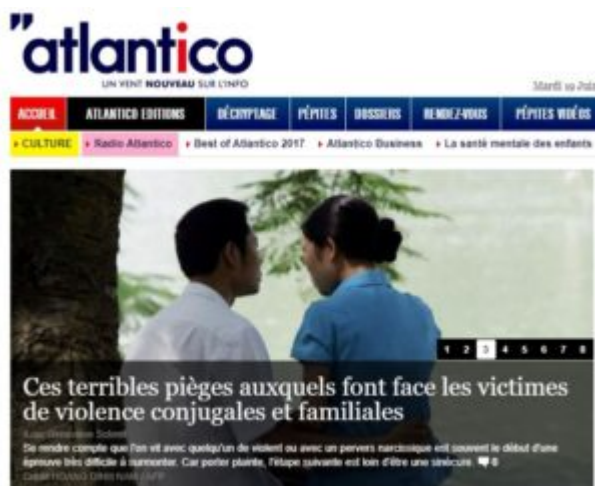 "atlantico
UN VENT NOUVEAU SUR L'INFO
Mardi 19 Juin
ACCUEIL ATLANTICO EDITIONS DÉCRYPTAGE PÉPITES DOSSIERS RENDEZ-VOUS PÉPITES VIDÉOS
CULTURE Radio Atlantico Best of Atlantico 2017 Atlantico Business La santé mentale des enfants
1 2 3 4 5 6 7 8
Ces terribles pièges auxquels font face les victimes
de violence conjugales et familiales
Se rendre compte que l'on vit avec quelqu'un de violent ou avec un pervers narcissique est souvent le début d'une
épreuve très difficile à surmonter. Car porter plainte, l'étape suivante est loin d'être une sinécure. 0